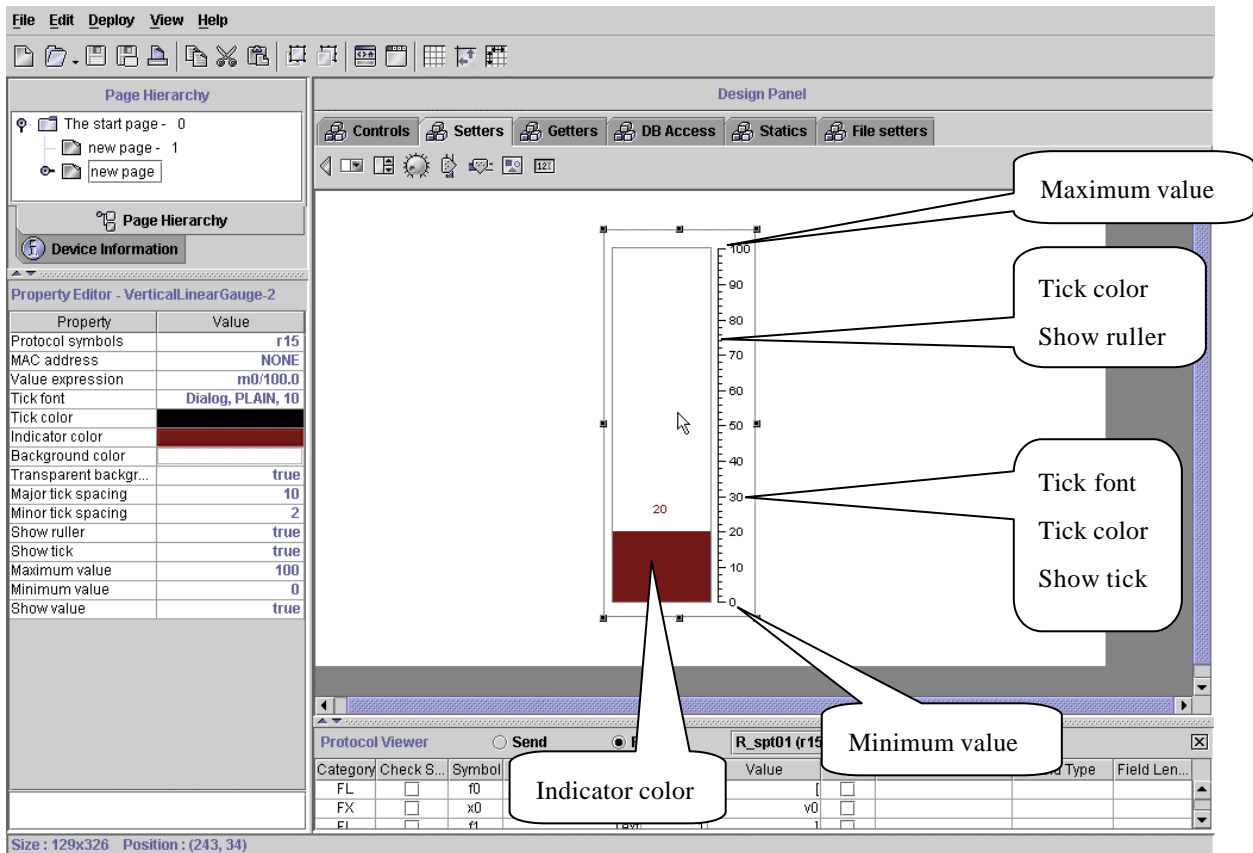 File Edit Deploy View Help
Page Hierarchy
The start page - 0
new page - 1
new page
Page Hierarchy
Device Information
Property Editor - VerticalLinearGauge-2
Property Value
Protocol symbols r15
MAC address NONE
Value expression m0/100.0
Tick font Dialog, PLAIN, 10
Tick color
Indicator color
Background color
Transparent backgr... true
Major tick spacing 10
Minor tick spacing 2
Show ruller true
Show tick true
Maximum value 100
Minimum value 0
Show value true
Design Panel
Controls Setters Getters DB Access Statics File setters
100
90
80
70
60
50
40
30
20
10
0
20
Maximum value
Tick color
Show ruller
Tick font
Tick color
Show tick
Minimum value
Indicator color
Protocol Viewer Send R_spt01 (r15
Category Check S... Symbol Value Type Field Len...
FL f0 [
FX x0 v0
FL f1 ]
Size : 129x326 Position : (243, 34)